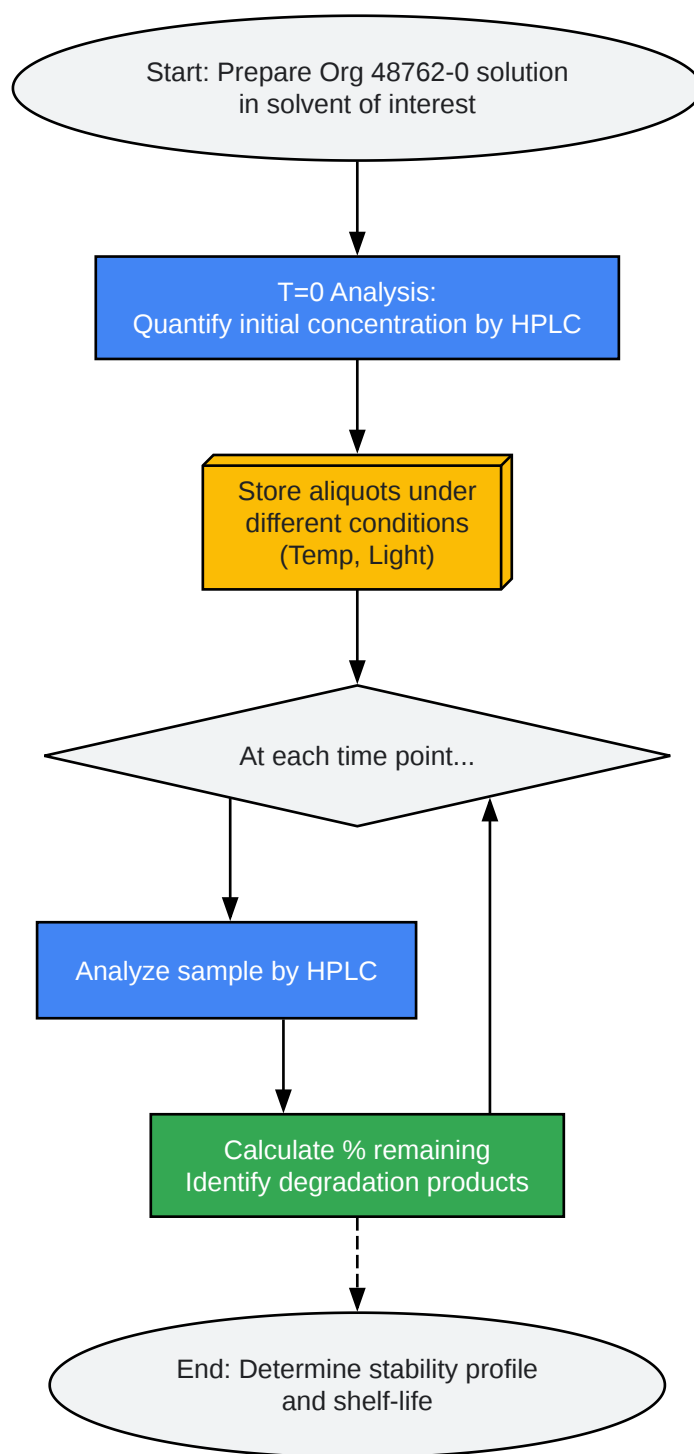 Start: Prepare Org 48762-0 solution
in solvent of interest
T=0 Analysis:
Quantify initial concentration by HPLC
Store aliquots under
different conditions
(Temp, Light)
At each time point...
Analyze sample by HPLC
Calculate % remaining
Identify degradation products
End: Determine stability profile
and shelf-life